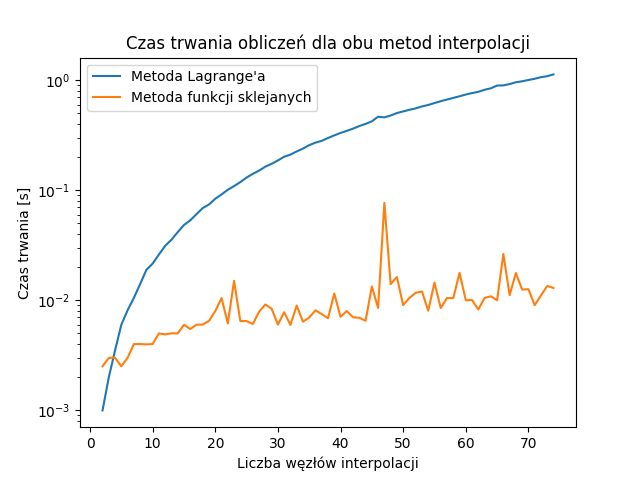 Czas trwania obliczeń dla obu metod interpolacji
Metoda Lagrange'a
Metoda funkcji sklejanych
Czas trwania [s]
10⁰
10⁻¹
10⁻²
10⁻³
0 10 20 30 40 50 60 70
Liczba węzłów interpolacji